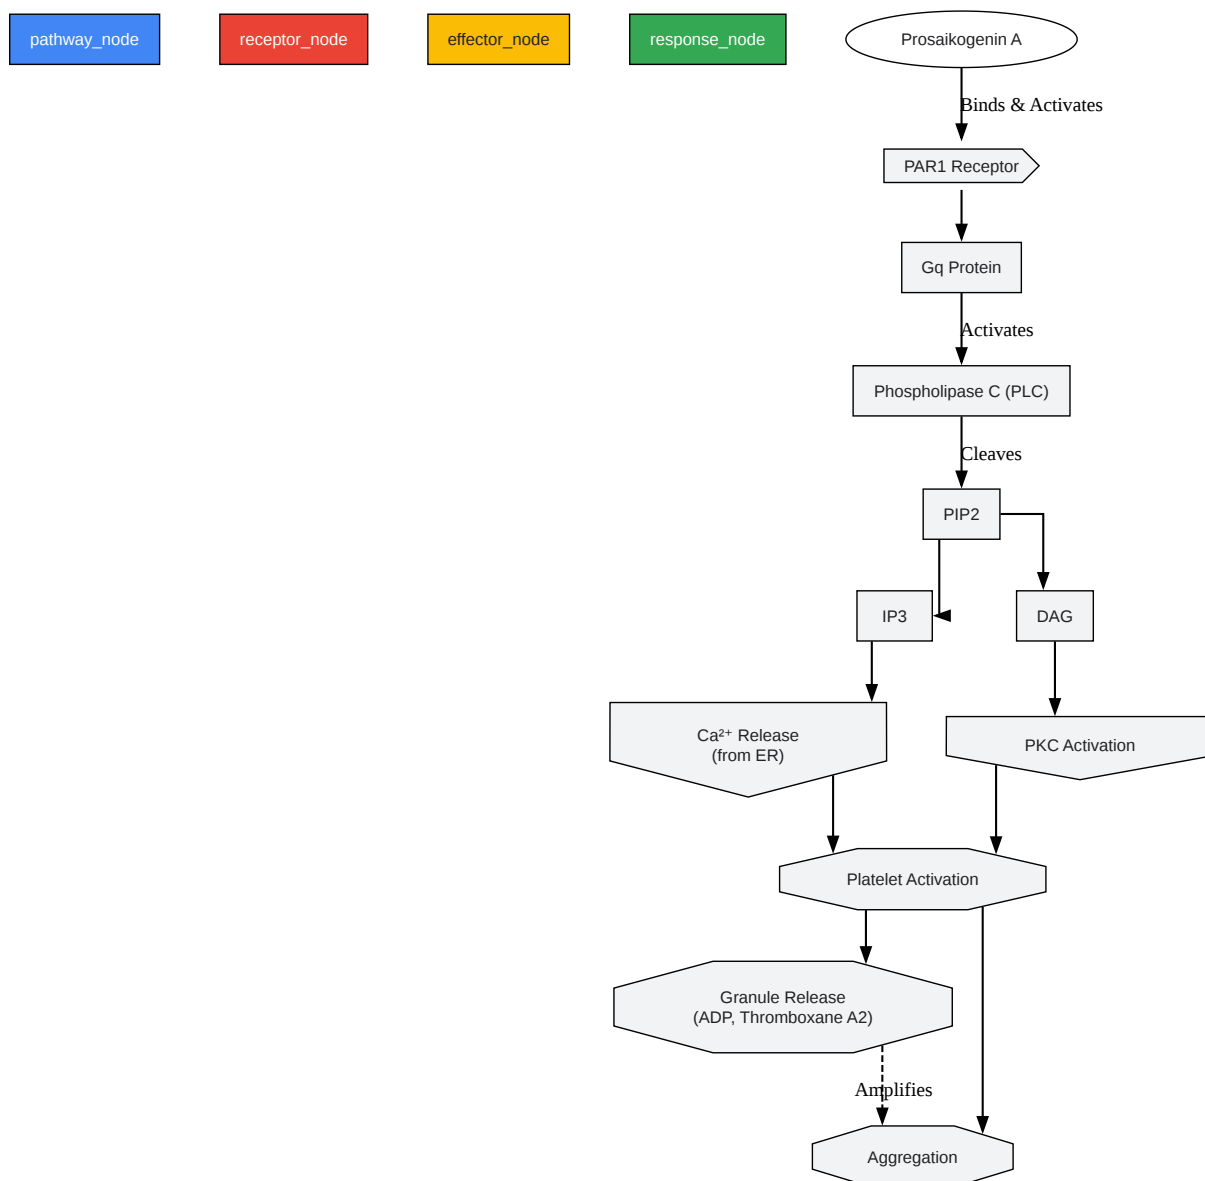 pathway_node
receptor_node
effector_node
response_node
Prosaikogenin A
Binds & Activates
PAR1 Receptor
Gq Protein
Activates
Phospholipase C (PLC)
Cleaves
PIP2
IP3
DAG
Ca²⁺ Release
(from ER)
PKC Activation
Platelet Activation
Granule Release
(ADP, Thromboxane A2)
Amplifies
Aggregation